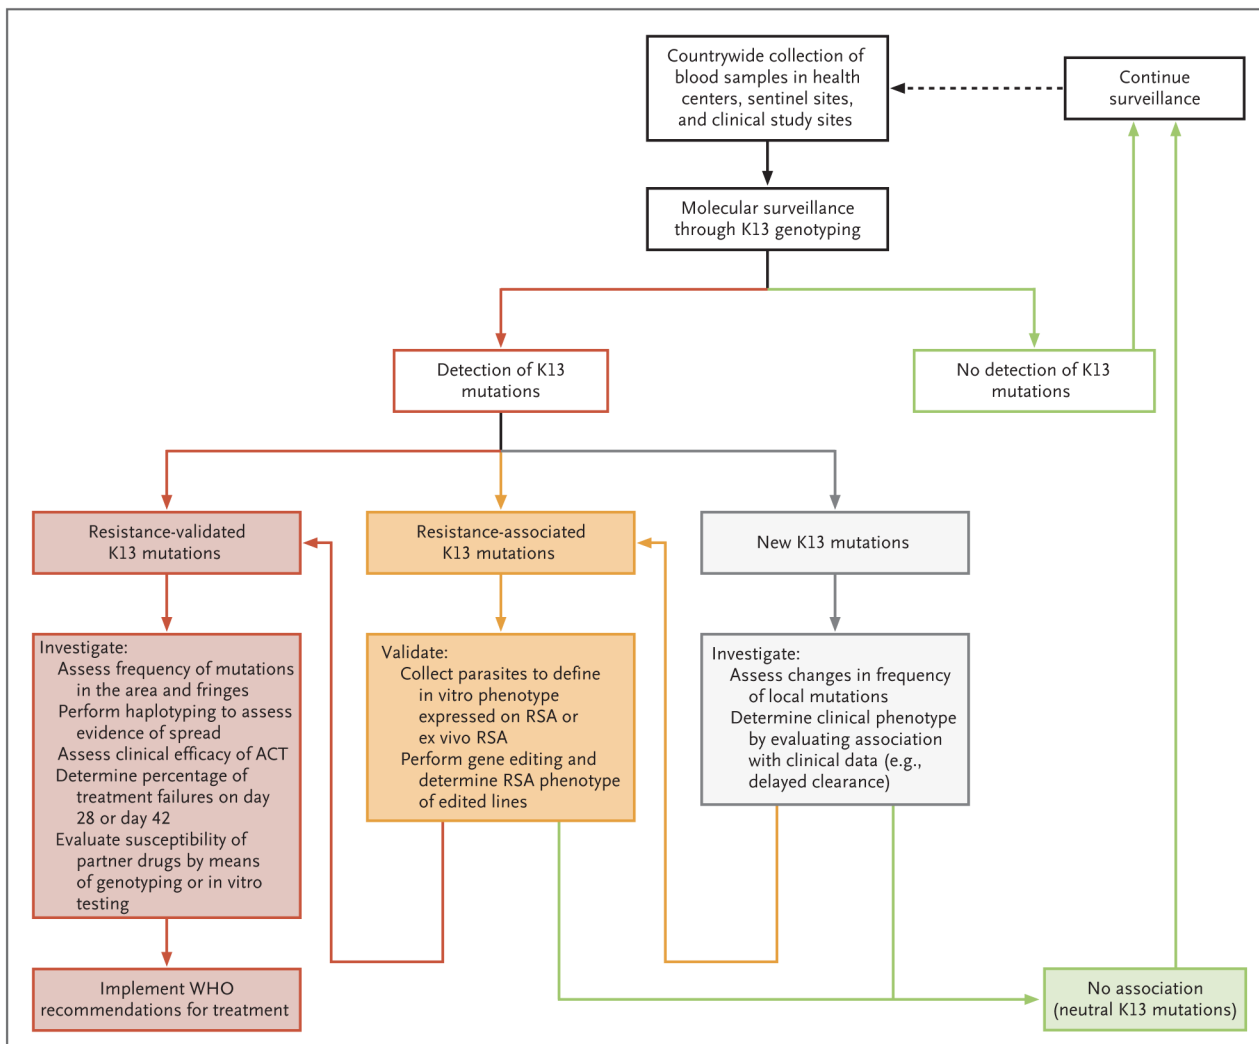 Countrywide collection of
blood samples in health
centers, sentinel sites,
and clinical study sites
Continue
surveillance
Molecular surveillance
through K13 genotyping
Detection of K13
mutations
No detection of K13
mutations
Resistance-validated
K13 mutations
Resistance-associated
K13 mutations
New K13 mutations
Investigate:
Assess frequency of mutations
in the area and fringes
Perform haplotyping to assess
evidence of spread
Assess clinical efficacy of ACT
Determine percentage of
treatment failures on day
28 or day 42
Evaluate susceptibility of
partner drugs by means
of genotyping or in vitro
testing
Validate:
Collect parasites to define
in vitro phenotype
expressed on RSA or
ex vivo RSA
Perform gene editing and
determine RSA phenotype
of edited lines
Investigate:
Assess changes in frequency
of local mutations
Determine clinical phenotype
by evaluating association
with clinical data (e.g.,
delayed clearance)
Implement WHO
recommendations for treatment
No association
(neutral K13 mutations)